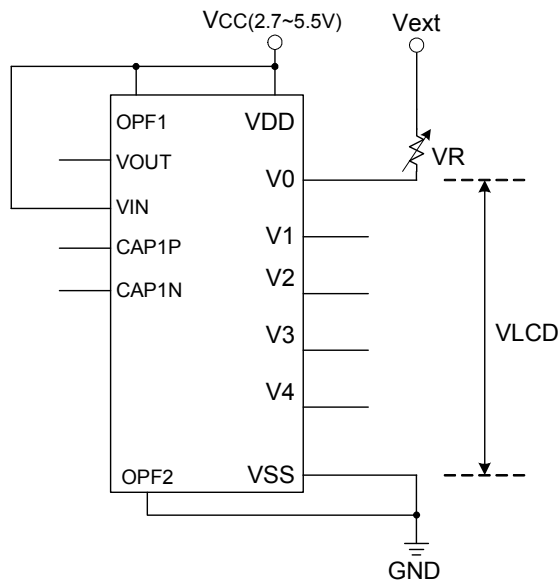 VCC(2.7~5.5V)
Vext
OPF1
VDD
VOUT
VR
V0
VIN
V1
CAP1P
V2
CAP1N
V3
VLCD
V4
OPF2
VSS
GND